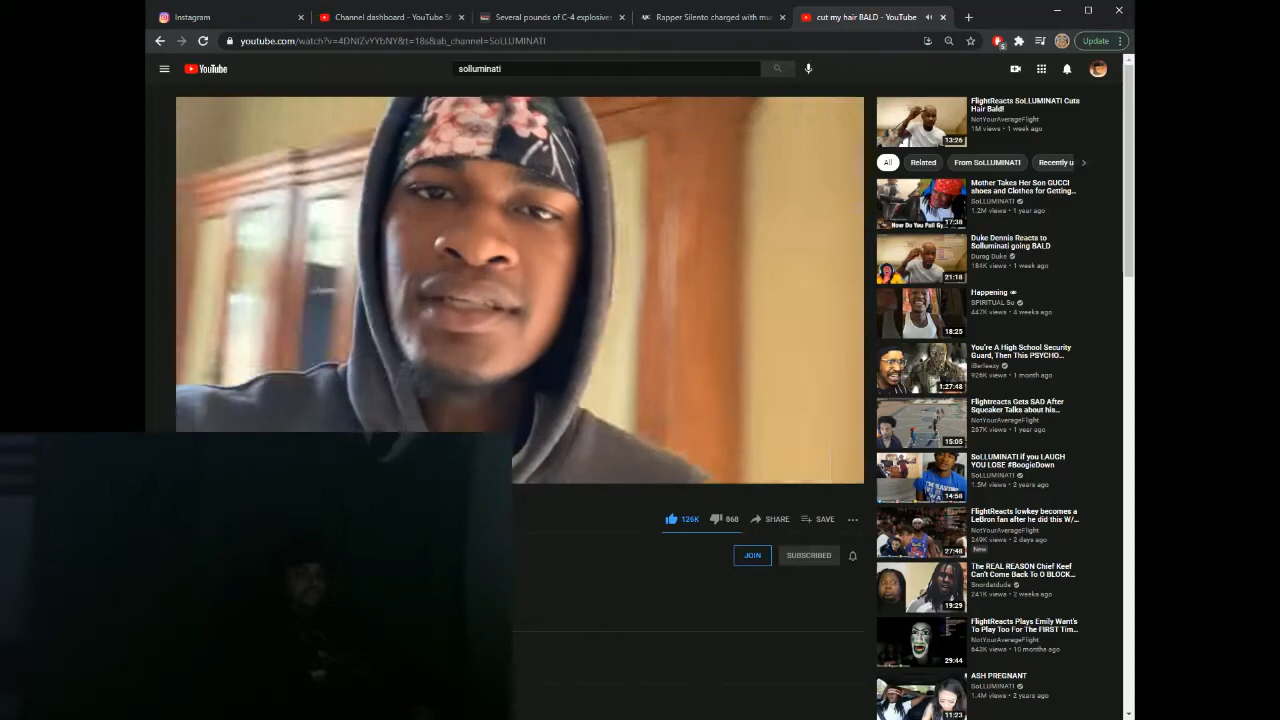 Instagram
Channel dashboard - YouTube St
Several pounds of C-4 explosives
Rapper Silento charged with mur
cut my hair BALD - YouTube
youtube.com/watch?v=4DNIZvYYbNY&t=18s&ab_channel=SoLLUMINATI
Update
YouTube
solluminati
FlightReacts SoLLUMINATI Cuts
Hair Bald!
NotYourAverageFlight
1M views • 1 week ago
13:26
All
Related
From SoLLUMINATI
Recently u
Mother Takes Her Son GUCCI
shoes and Clothes for Getting...
SoLLUMINATI
1.2M views • 1 year ago
17:38
Duke Dennis Reacts to
Solluminati going BALD
Durag Duke
184K views • 1 week ago
21:18
Happening
SPIRITUAL Su
447K views • 4 weeks ago
18:25
You're A High School Security
Guard, Then This PSYCHO...
iBerleezy
926K views • 1 month ago
1:27:48
Flightreacts Gets SAD After
Squeaker Talks about his...
NotYourAverageFlight
267K views • 1 year ago
15:05
SoLLUMINATI if you LAUGH
YOU LOSE #BoogieDown
SoLLUMINATI
1.5M views • 2 years ago
14:58
FlightReacts lowkey becomes a
LeBron fan after he did this W/...
NotYourAverageFlight
249K views • 2 days ago
New
27:48
126K
868
SHARE
SAVE
JOIN
SUBSCRIBED
The REAL REASON Chief Keef
Can't Come Back To O BLOCK...
Snordatdude
241K views • 2 weeks ago
19:29
FlightReacts Plays Emily Want's
To Play Too For The FIRST Tim...
NotYourAverageFlight
643K views • 10 months ago
29:44
ASH PREGNANT
SoLLUMINATI
1.4M views • 2 years ago
11:23